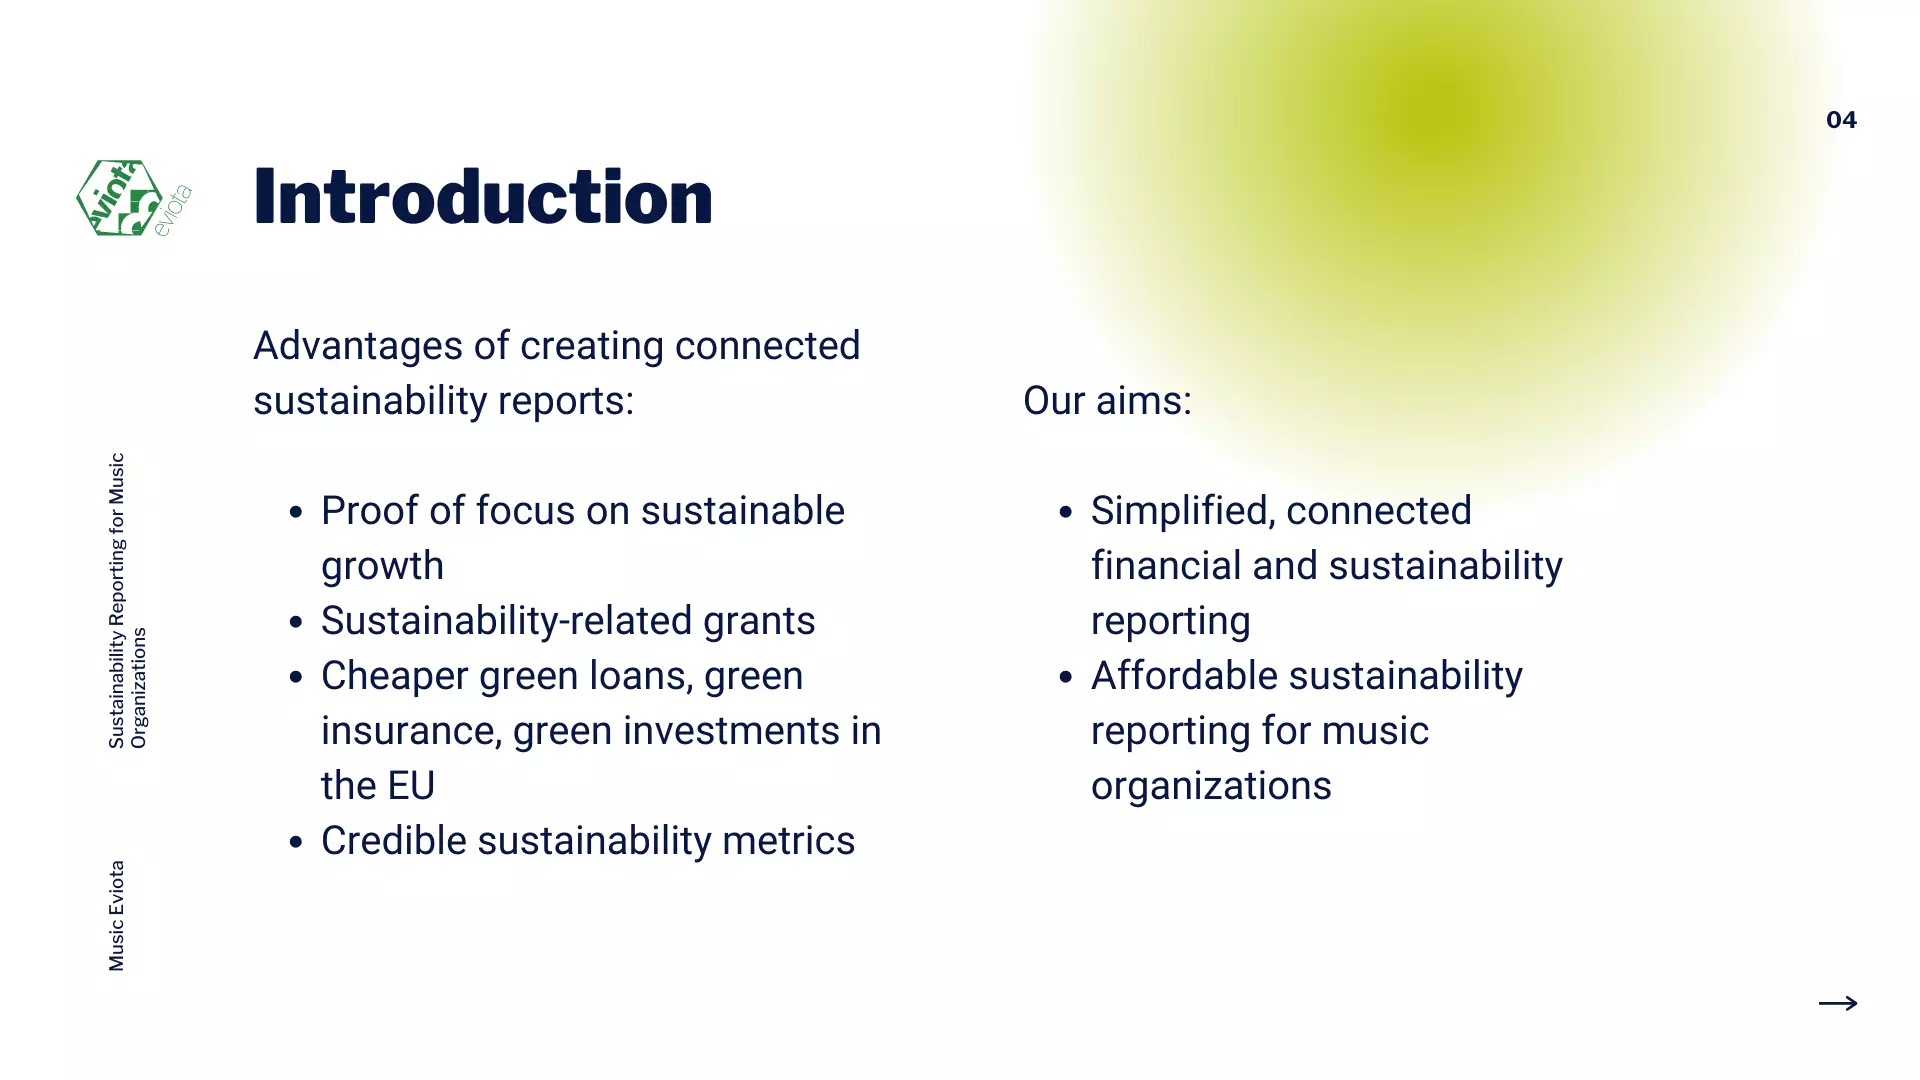 04
eviota
eviota
Introduction
Advantages of creating connected
sustainability reports:
• Proof of focus on sustainable
growth
• Sustainability-related grants
• Cheaper green loans, green
insurance, green investments in
the EU
• Credible sustainability metrics
Our aims:
• Simplified, connected
financial and sustainability
reporting
• Affordable sustainability
reporting for music
organizations
Sustainability Reporting for Music
Organizations
Music Eviota